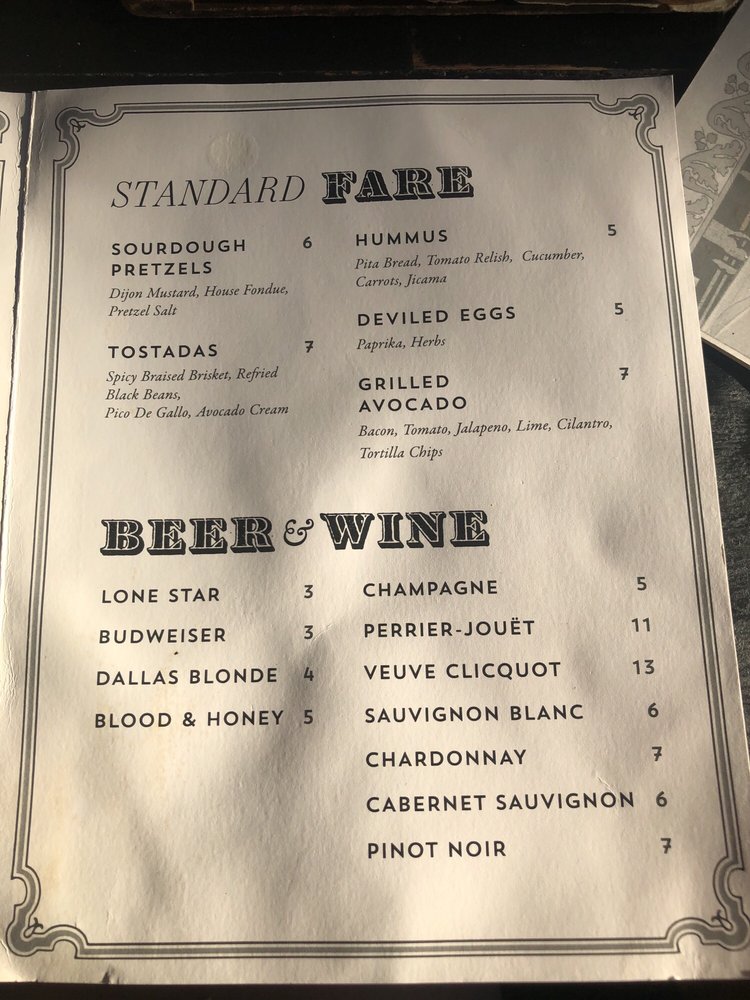 STANDARD FARE
SOURDOUGH PRETZELS 6
Dijon Mustard, House Fondue,
Pretzel Salt
TOSTADAS 7
Spicy Braised Brisket, Refried
Black Beans,
Pico De Gallo, Avocado Cream
HUMMUS 5
Pita Bread, Tomato Relish, Cucumber,
Carrots, Jicama
DEVILED EGGS 5
Paprika, Herbs
GRILLED 7
AVOCADO
Bacon, Tomato, Jalapeno, Lime, Cilantro,
Tortilla Chips
BEER & WINE
LONE STAR 3
BUDWEISER 3
DALLAS BLONDE 4
BLOOD & HONEY 5
CHAMPAGNE 5
PERRIER-JOUËT 11
VEUVE CLICQUOT 13
SAUVIGNON BLANC 6
CHARDONNAY 7
CABERNET SAUVIGNON 6
PINOT NOIR 7